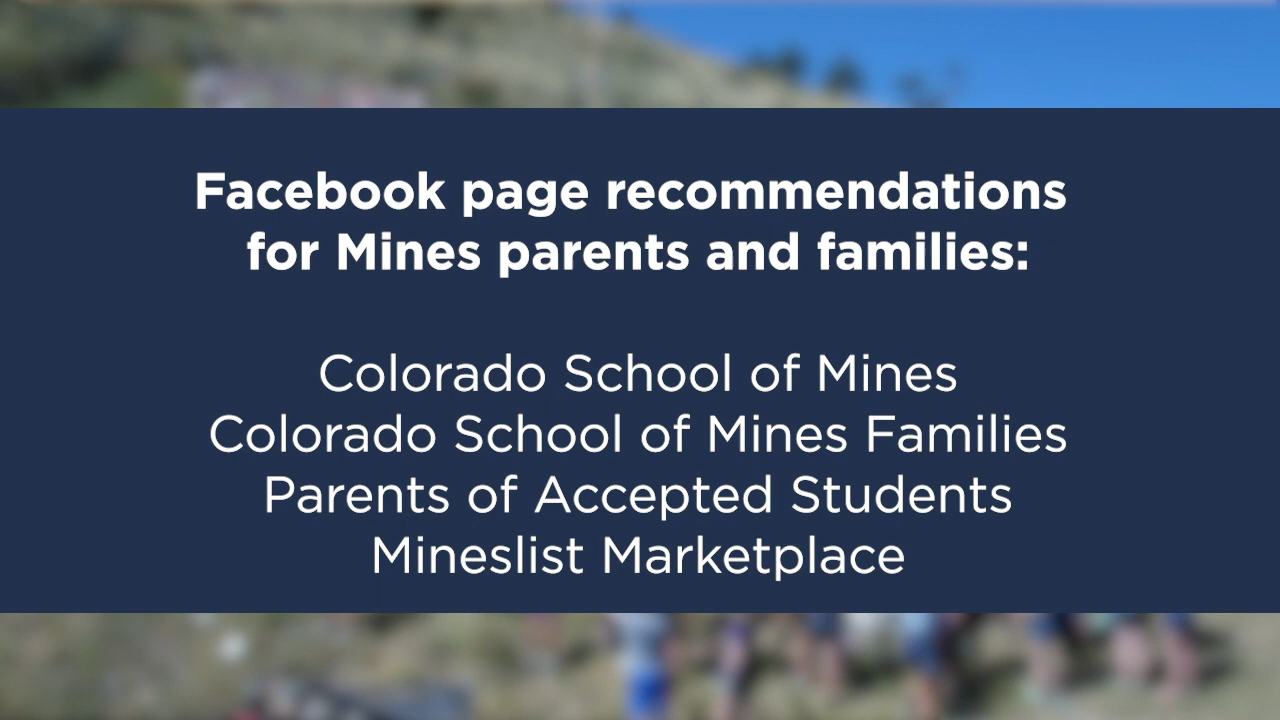 Facebook page recommendations
for Mines parents and families:
Colorado School of Mines
Colorado School of Mines Families
Parents of Accepted Students
Mineslist Marketplace